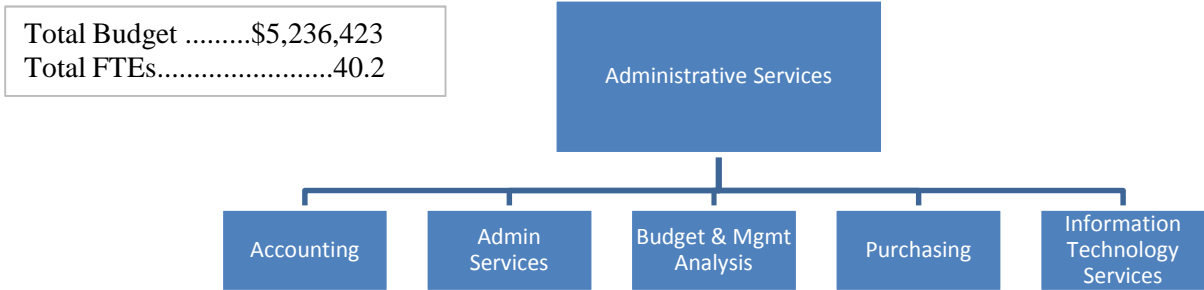 Total Budget .........$5,236,423
Total FTEs.......................40.2
Administrative Services
Accounting
Admin
Services
Budget & Mgmt
Analysis
Purchasing
Information
Technology
Services